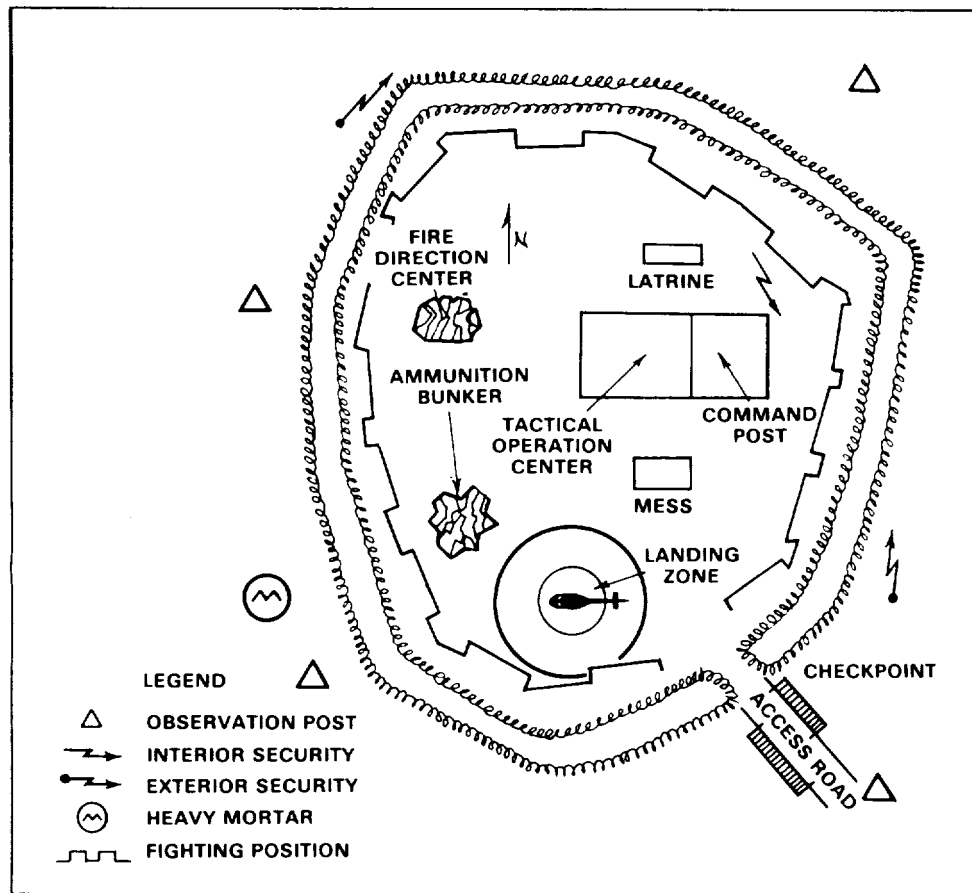 FIRE
DIRECTION
CENTER
N
LATRINE
AMMUNITION
BUNKER
TACTICAL
OPERATION
CENTER
COMMAND
POST
MESS
LANDING
ZONE
CHECKPOINT
ACCESS ROAD
LEGEND
OBSERVATION POST
INTERIOR SECURITY
EXTERIOR SECURITY
HEAVY MORTAR
FIGHTING POSITION